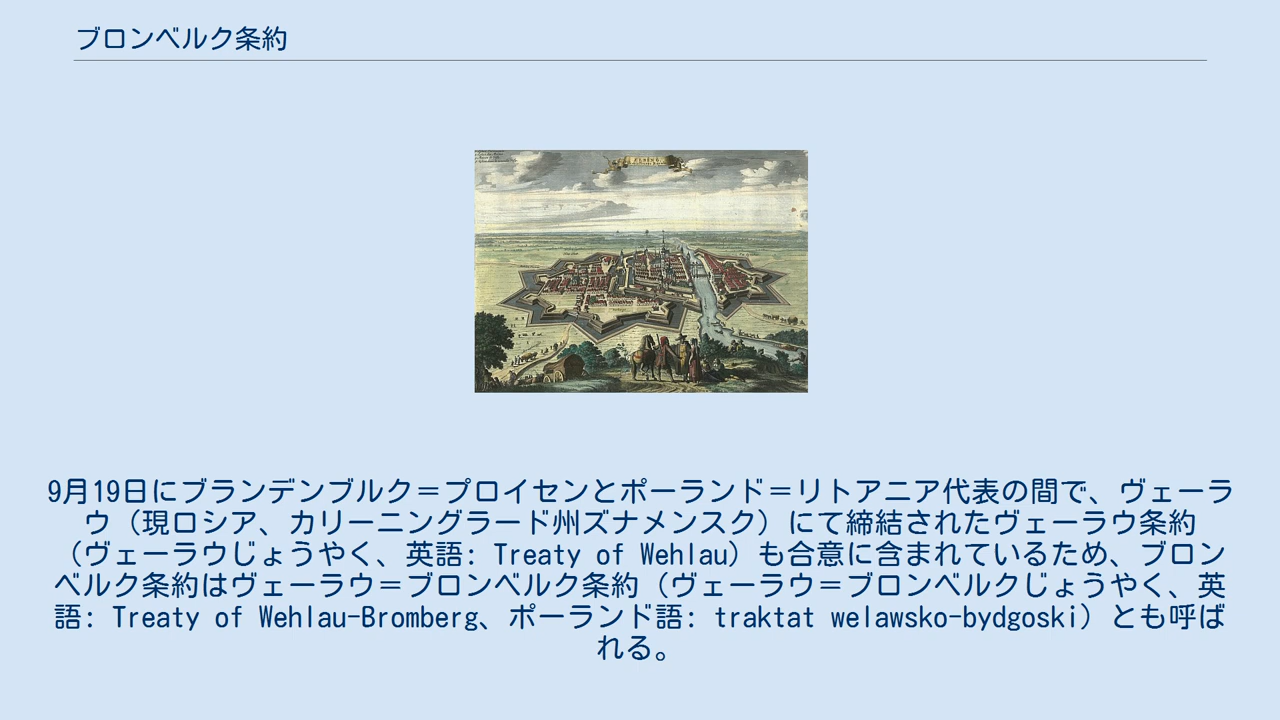 ブロンベルク条約
9月19日にブランデンブルク＝プロイセンとポーランド＝リトアニア代表の間で、ヴェーラ
ウ（現ロシア、カリーニングラード州ズナメンスク）にて締結されたヴェーラウ条約
（ヴェーラウじょうやく、英語: Treaty of Wehlau）も合意に含まれているため、ブロン
ベルク条約はヴェーラウ＝ブロンベルク条約（ヴェーラウ＝ブロンベルクじょうやく、英
語: Treaty of Wehlau-Bromberg、ポーランド語: traktat welawsko-bydgoski）とも呼ば
れる。